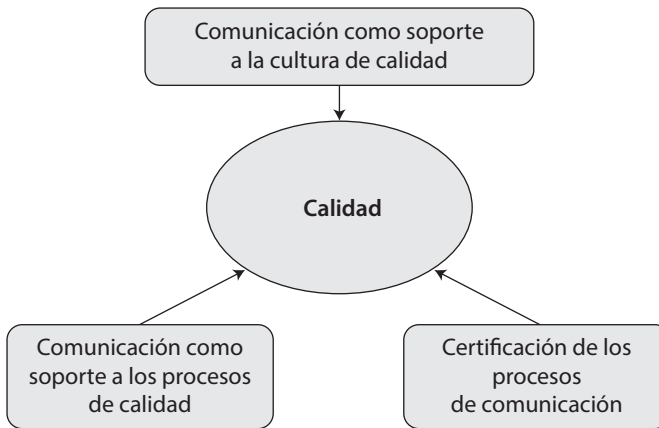 Comunicación como soporte
a la cultura de calidad
Calidad
Comunicación como
soporte a los procesos
de calidad
Certificación de los
procesos
de comunicación